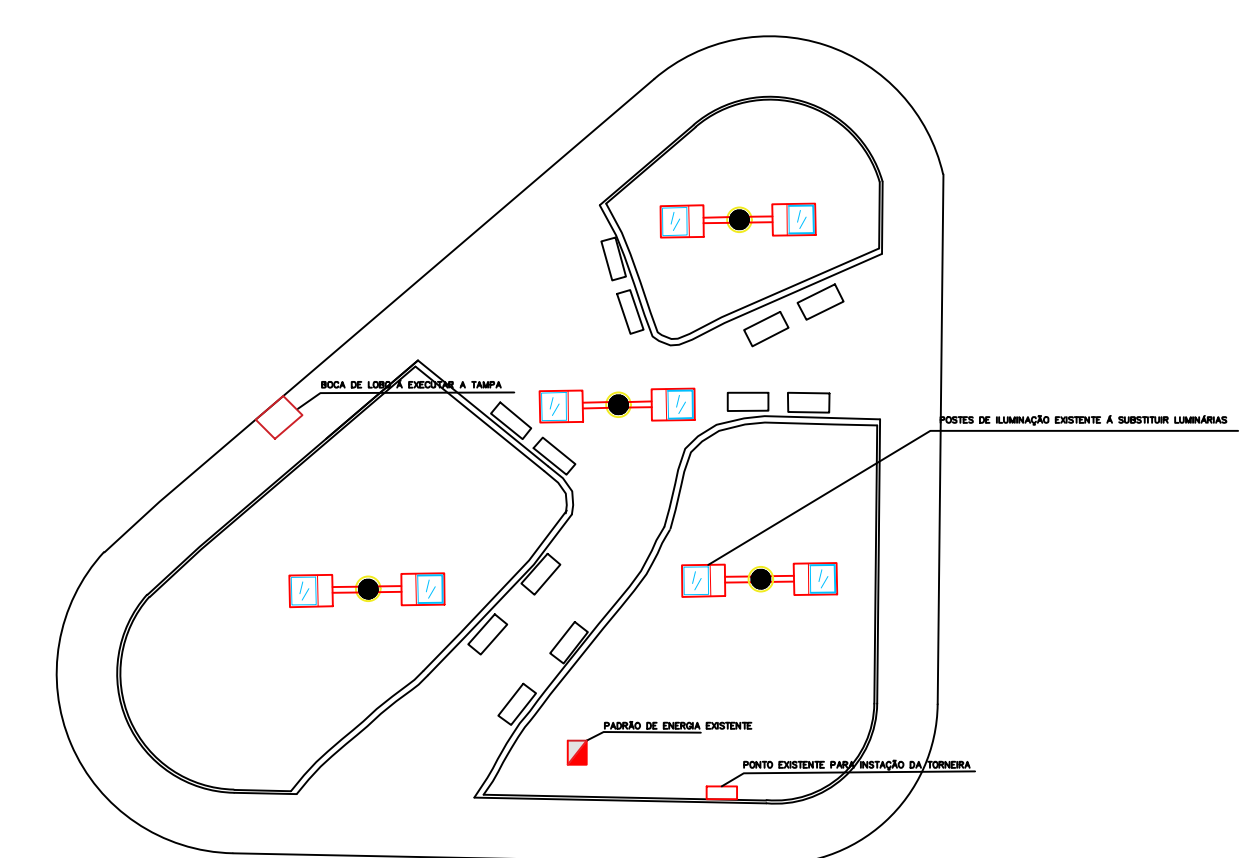 BOCA DE LOBO Á EXECUTAR A TAMPA
POSTES DE ILUMINAÇÃO EXISTENTE Á SUBSTITUIR LUMINÁRIAS
PADRÃO DE ENERGIA EXISTENTE
PONTO EXISTENTE PARA INSTAÇÃO DA TORNEIRA